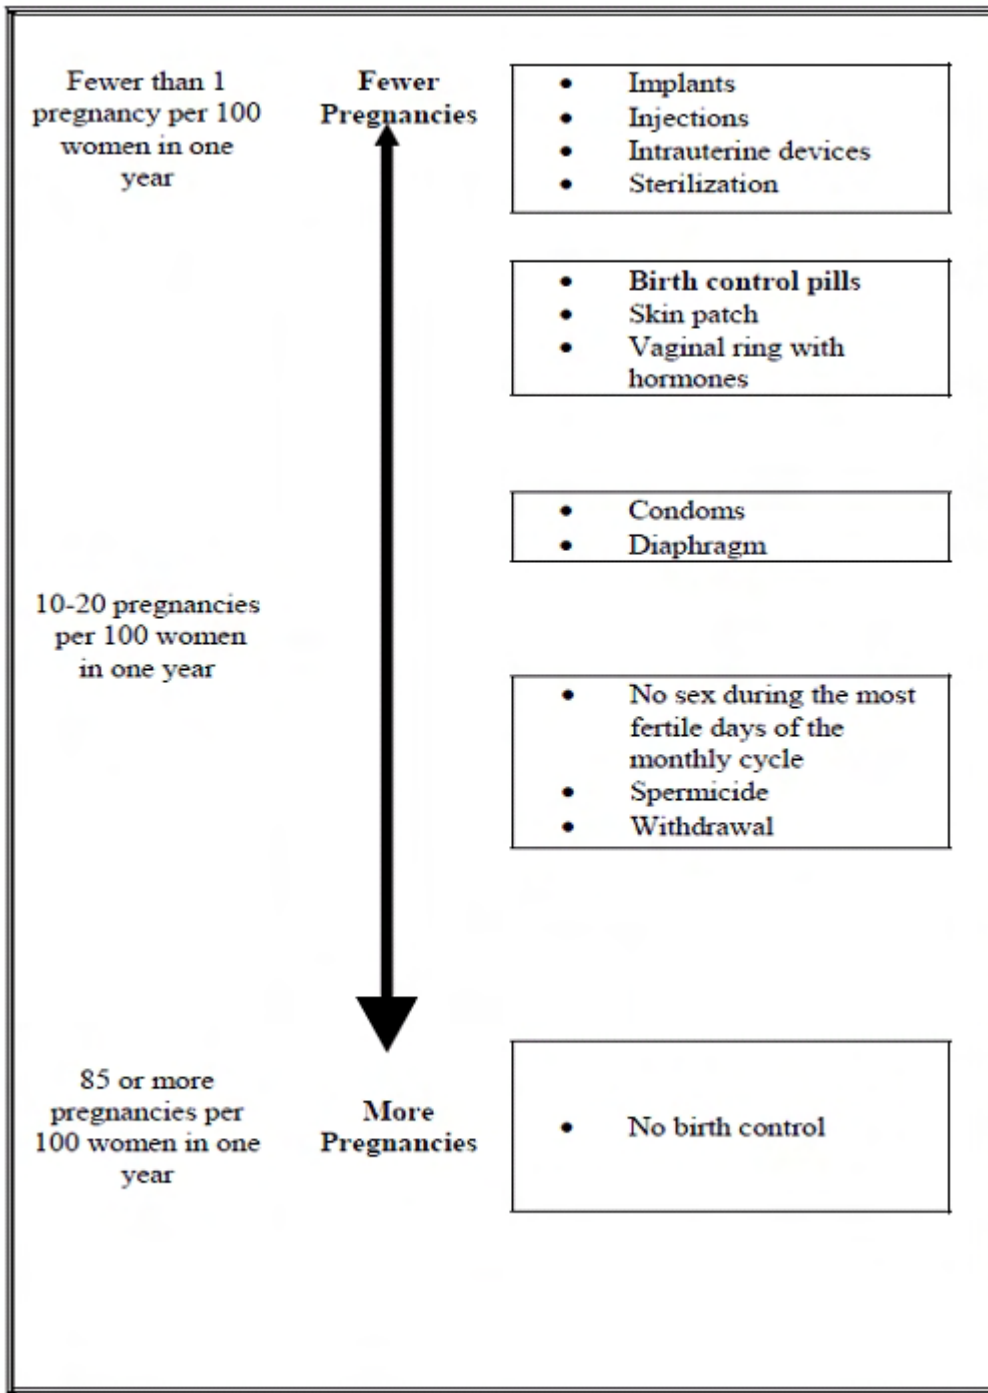 Fewer than 1
pregnancy per 100
women in one
year
Fewer
Pregnancies
• Implants
• Injections
• Intrauterine devices
• Sterilization
• Birth control pills
• Skin patch
• Vaginal ring with
hormones
• Condoms
• Diaphragm
10-20 pregnancies
per 100 women
in one year
• No sex during the most
fertile days of the
monthly cycle
• Spermicide
• Withdrawal
85 or more
pregnancies per
100 women in one
year
More
Pregnancies
• No birth control